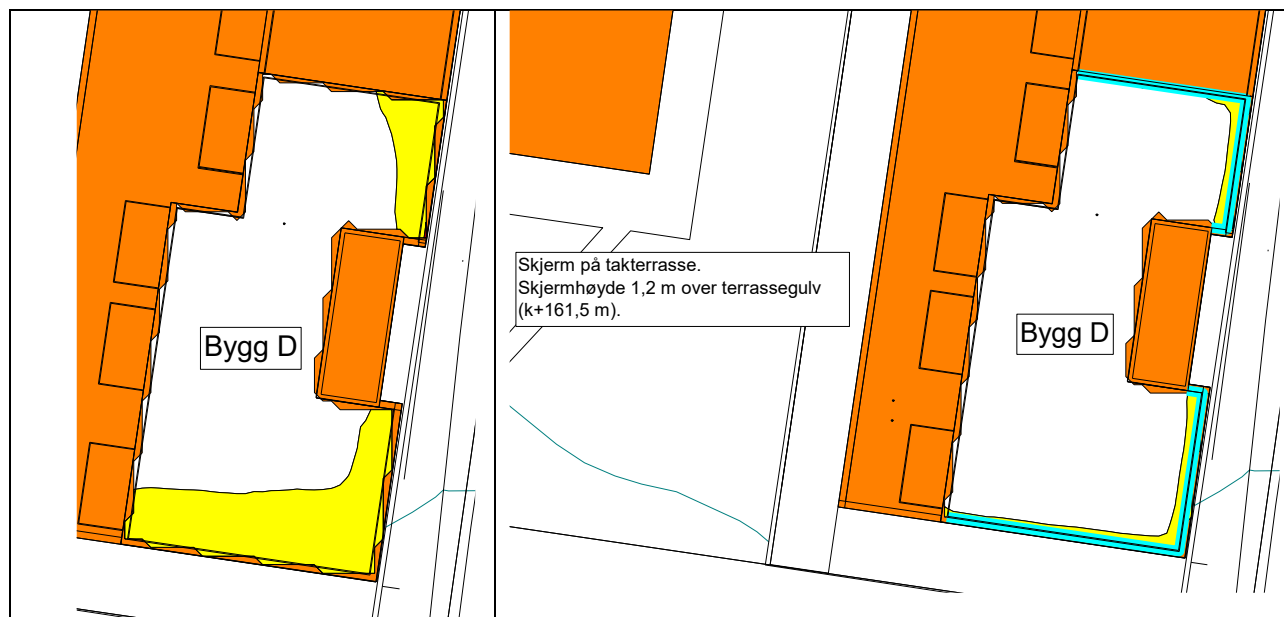 Bygg D
Skjerm på takterrasse.
Skjermhøyde 1,2 m over terrassegulv
(k+161,5 m).
Bygg D